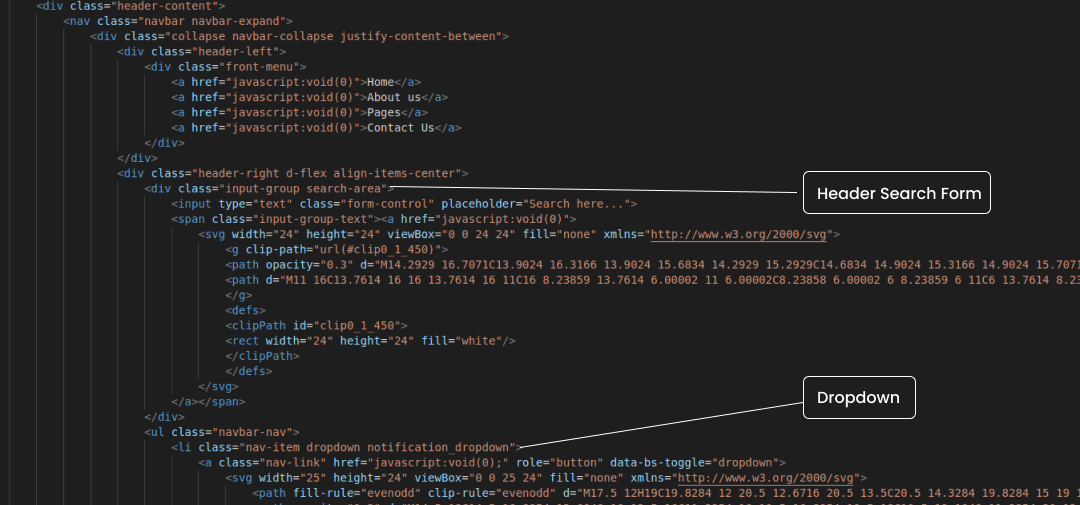 <div class="header-content">
<nav class="navbar navbar-expand">
<div class="collapse navbar-collapse justify-content-between">
<div class="header-left">
<div class="front-menu">
<a href="javascript:void(0)">Home</a>
<a href="javascript:void(0)">About us</a>
<a href="javascript:void(0)">Pages</a>
<a href="javascript:void(0)">Contact Us</a>
</div>
</div>
<div class="header-right d-flex align-items-center">
<div class="input-group search-area">
Header Search Form
<input type="text" class="form-control" placeholder="Search here...">
<span class="input-group-text"><a href="javascript:void(0)">
<svg width="24" height="24" viewBox="0 0 24 24" fill="none" xmlns="http://www.w3.org/2000/svg">
<g clip-path="url(#clip0_1_450)">
<path opacity="0.3" d="M14.2929 16.7071C13.9024 16.3166 13.9024 15.6834 14.2929 15.2929C14.6834 14.9024 15.3166 14.9024 15.7071
<path d="M11 16C13.7614 16 16 13.7614 16 11C16 8.23859 13.7614 6.00002 11 6.00002C8.23858 6.00002 6 8.23859 6 11C6 13.7614 8.23
</g>
<defs>
<clipPath id="clip0_1_450">
<rect width="24" height="24" fill="white"/>
</clipPath>
</defs>
</svg>
</a></span>
</div>
Dropdown
<ul class="navbar-nav">
<li class="nav-item dropdown notification_dropdown">
<a class="nav-link" href="javascript:void(0);" role="button" data-bs-toggle="dropdown">
<svg width="25" height="24" viewBox="0 0 25 24" fill="none" xmlns="http://www.w3.org/2000/svg">
<path fill-rule="evenodd" clip-rule="evenodd" d="M17.5 12H19C19.8284 12 20.5 12.6716 20.5 13.5C20.5 14.3284 19.8284 15 19 1